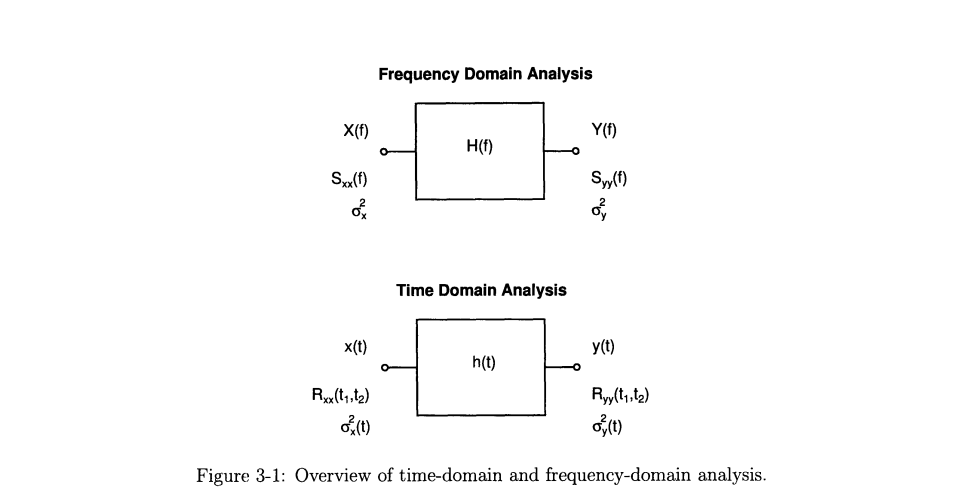 Frequency Domain Analysis
X(f)
H(f)
Y(f)
Sxx(f)
Syy(f)
σx²
σy²
Time Domain Analysis
x(t)
h(t)
y(t)
Rxx(t₁,t₂)
Ryy(t₁,t₂)
σx²(t)
σy²(t)
Figure 3-1: Overview of time-domain and frequency-domain analysis.